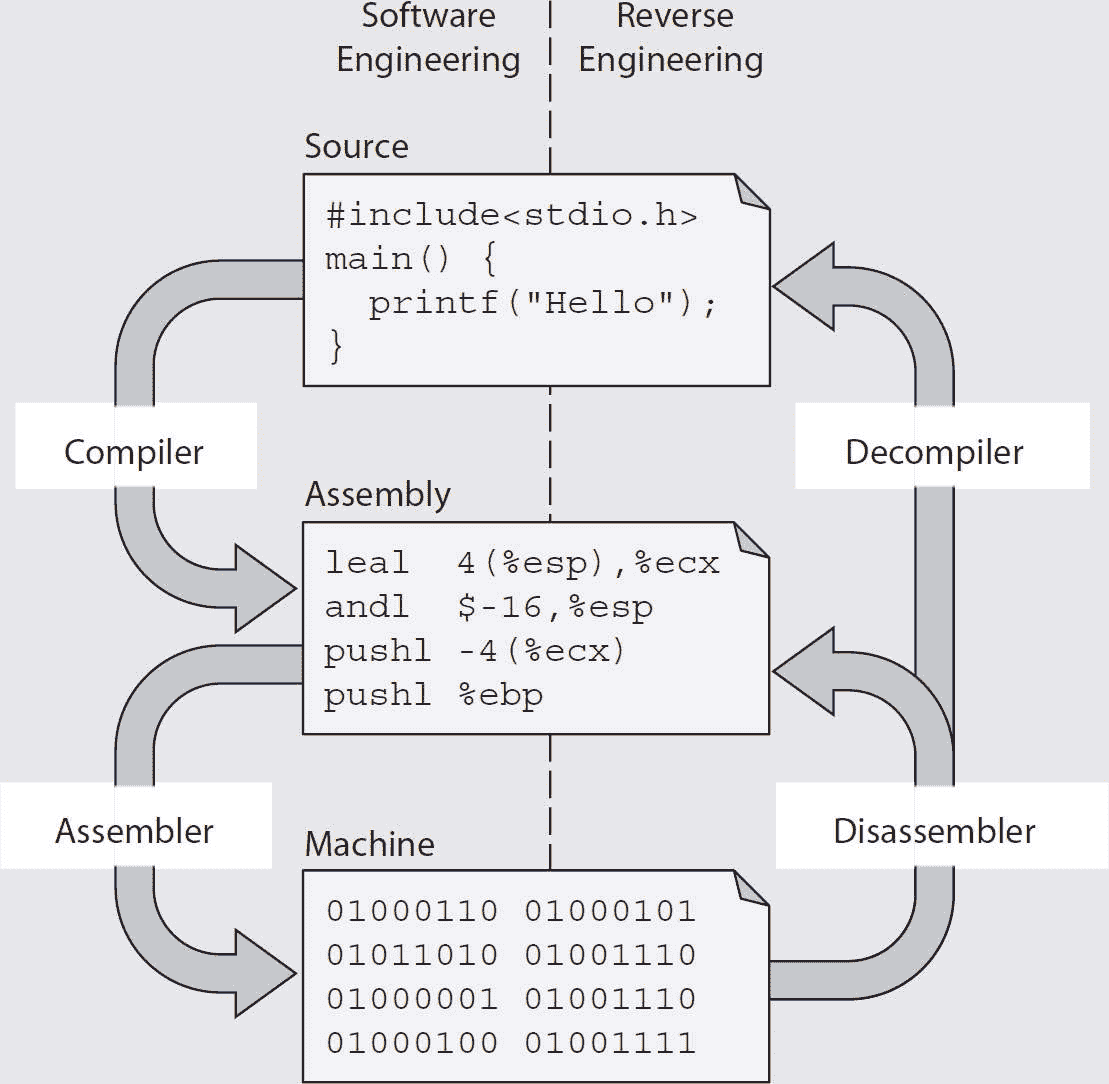 Software
Engineering
Reverse
Engineering
Source
#include<stdio.h>
main() {
  printf("Hello");
}
Compiler
Decompiler
Assembly
leal  4(%esp),%ecx
andl  $-16,%esp
pushl -4(%ecx)
pushl %ebp
Assembler
Disassembler
Machine
01000110 01000101
01011010 01001110
01000001 01001110
01000100 01001111